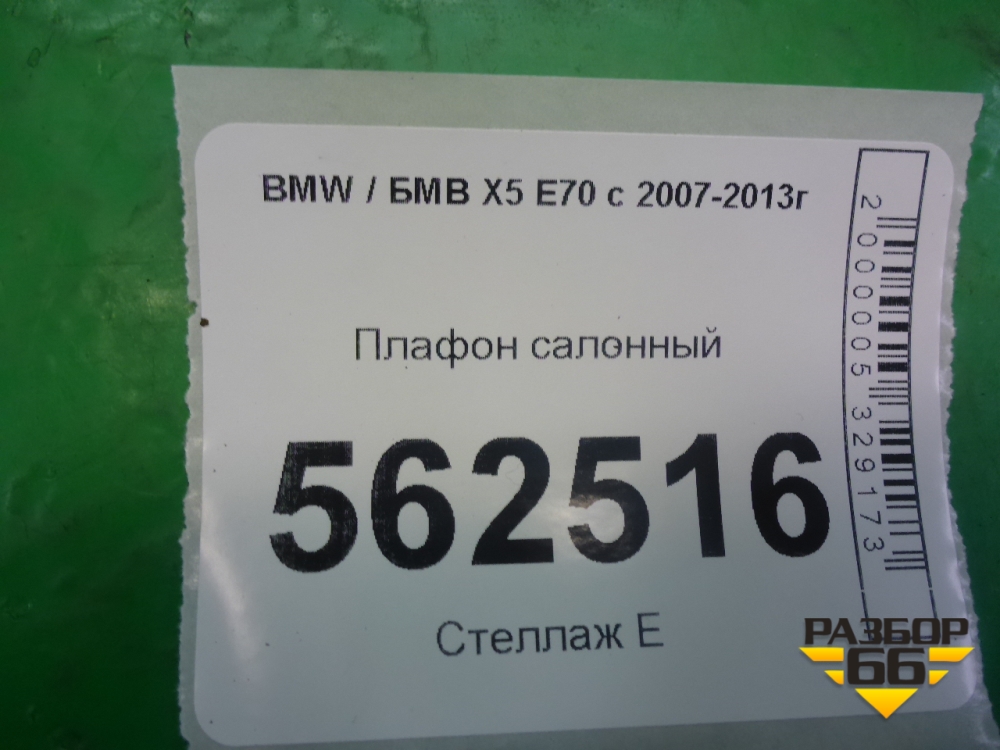 BMW / БМВ X5 E70 с 2007-2013г
Плафон салонный
562516
Стеллаж Е
2000005329173
РАЗБОР
66